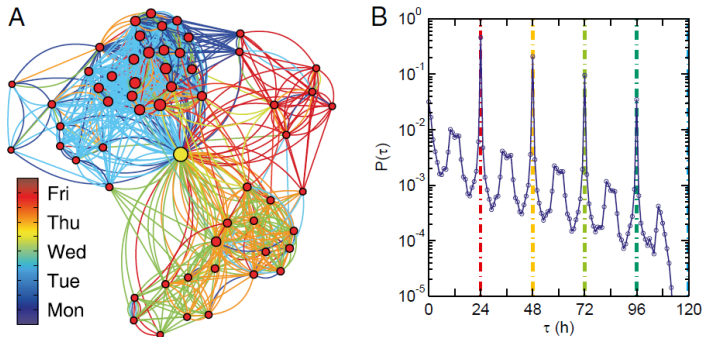 A
Fri
Thu
Wed
Tue
Mon
B
P(τ)
10^0
10^-1
10^-2
10^-3
10^-4
10^-5
0 24 48 72 96 120
τ (h)